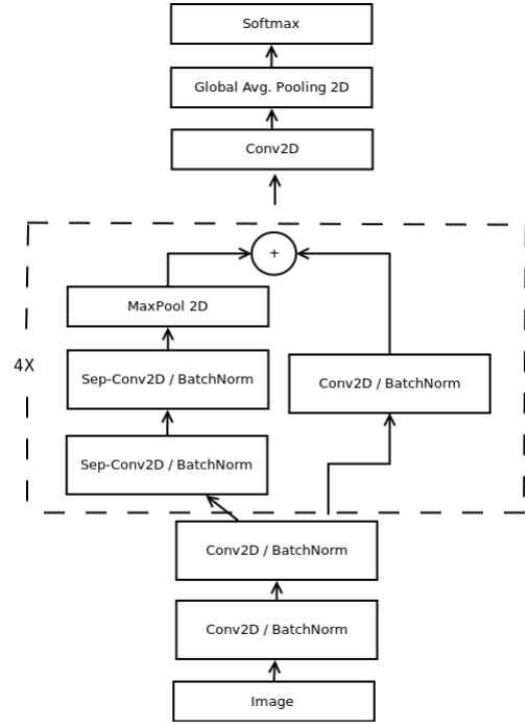 Softmax
Global Avg. Pooling 2D
Conv2D
+
MaxPool 2D
4X
Sep-Conv2D / BatchNorm
Conv2D / BatchNorm
Sep-Conv2D / BatchNorm
Conv2D / BatchNorm
Conv2D / BatchNorm
Image